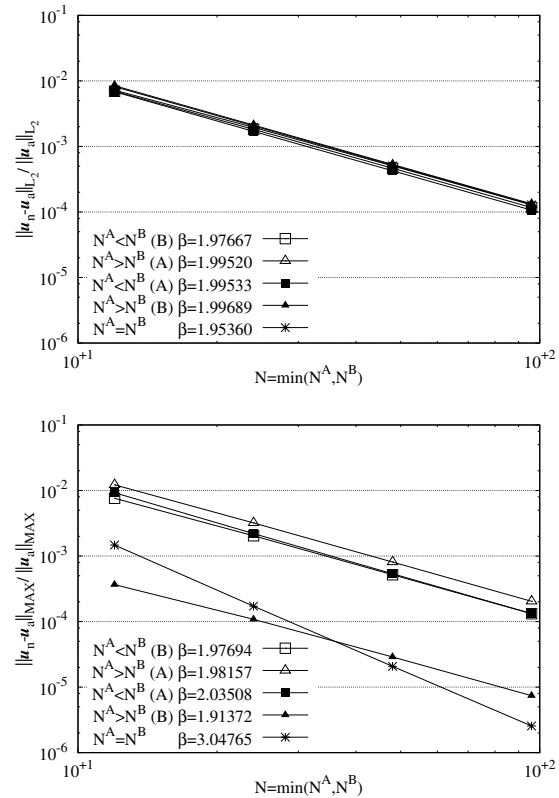 10^-1
10^-2
10^-3
10^-4
10^-5
10^-6
||u_n-u_a||_L2 / ||u_a||_L2
N^A<N^B (B) β=1.97667
N^A>N^B (A) β=1.99520
N^A<N^B (A) β=1.99533
N^A>N^B (B) β=1.99689
N^A=N^B β=1.95360
10^+1 10^+2
N=min(N^A,N^B)
10^-1
10^-2
10^-3
10^-4
10^-5
10^-6
||u_n-u_a||_MAX / ||u_a||_MAX
N^A<N^B (B) β=1.97694
N^A>N^B (A) β=1.98157
N^A<N^B (A) β=2.03508
N^A>N^B (B) β=1.91372
N^A=N^B β=3.04765
10^+1 10^+2
N=min(N^A,N^B)